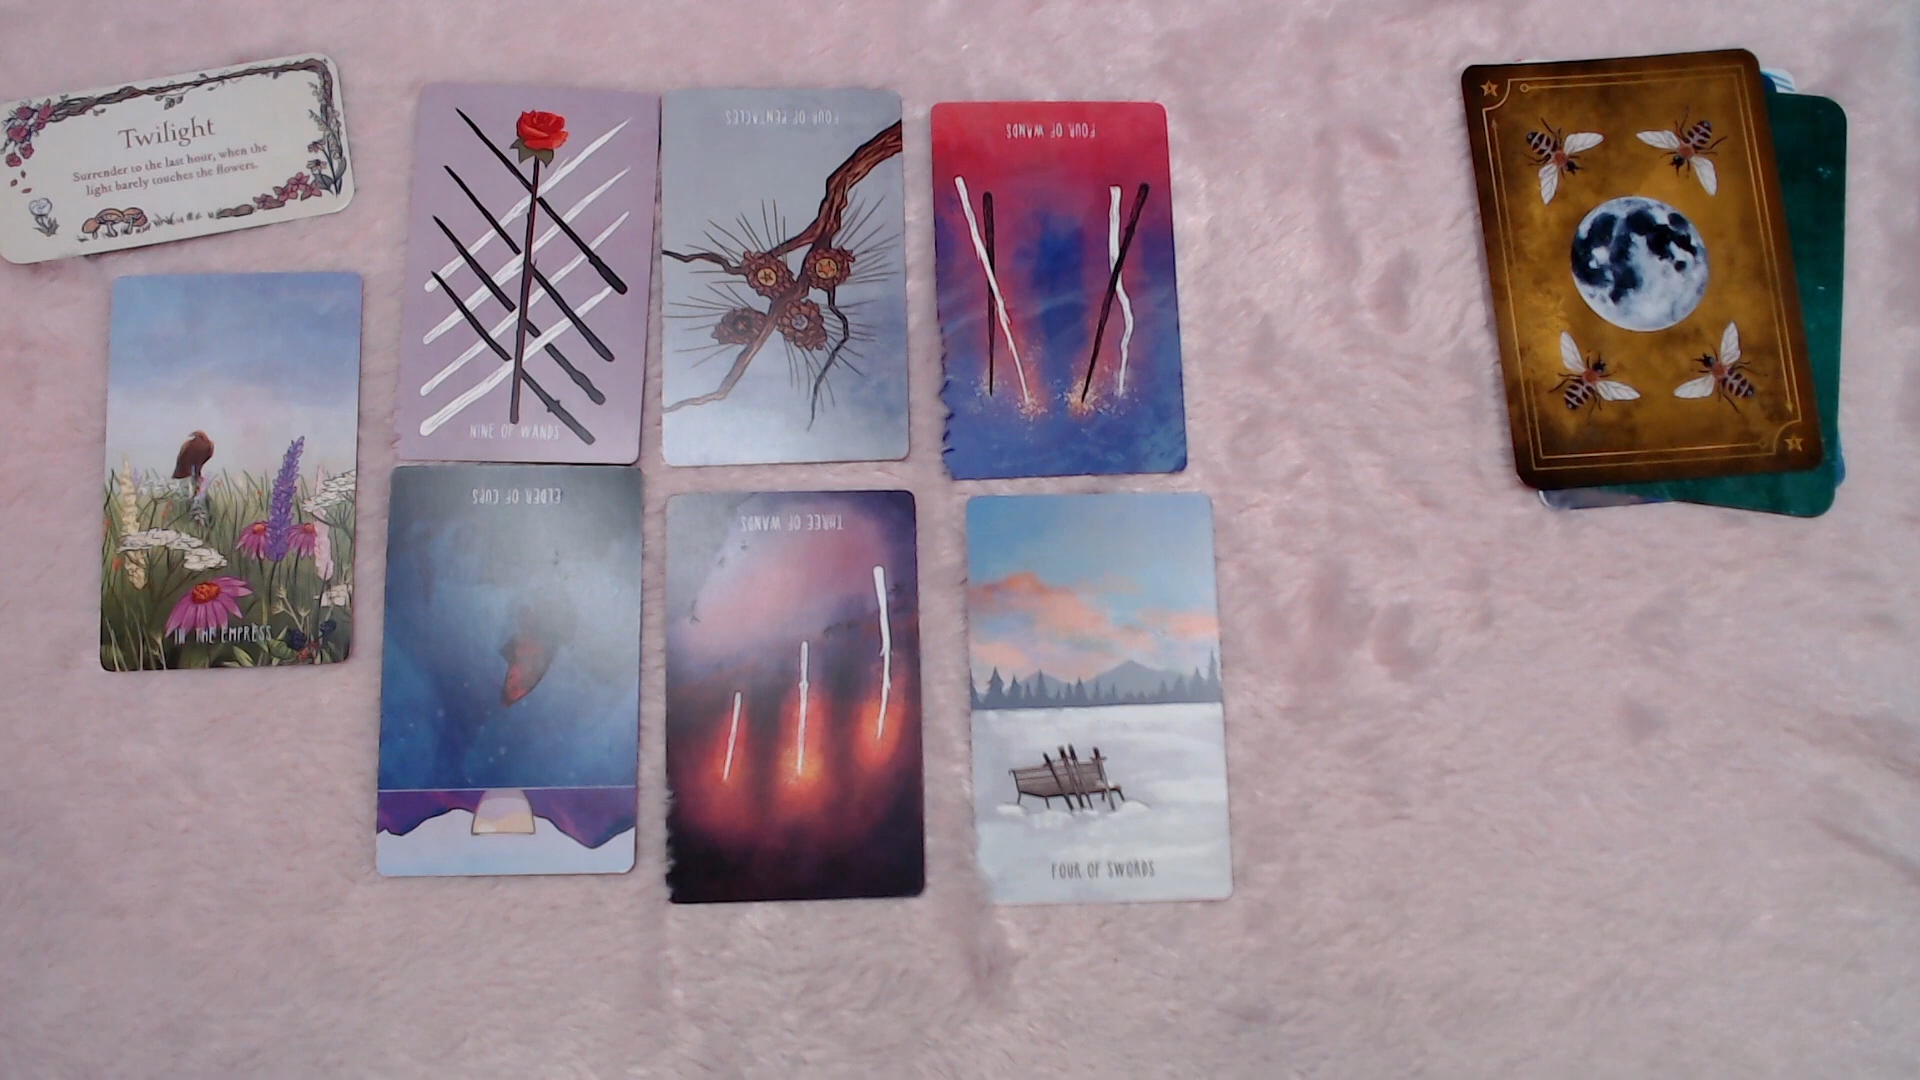 Twilight
Surrender to the last hour, when the
light barely touches the flowers.
NINE OF WANDS
FOUR OF PENTACLES
FOUR OF WANDS
IN THE EMPRESS
ELDER OF CUPS
THREE OF WANDS
FOUR OF SWORDS